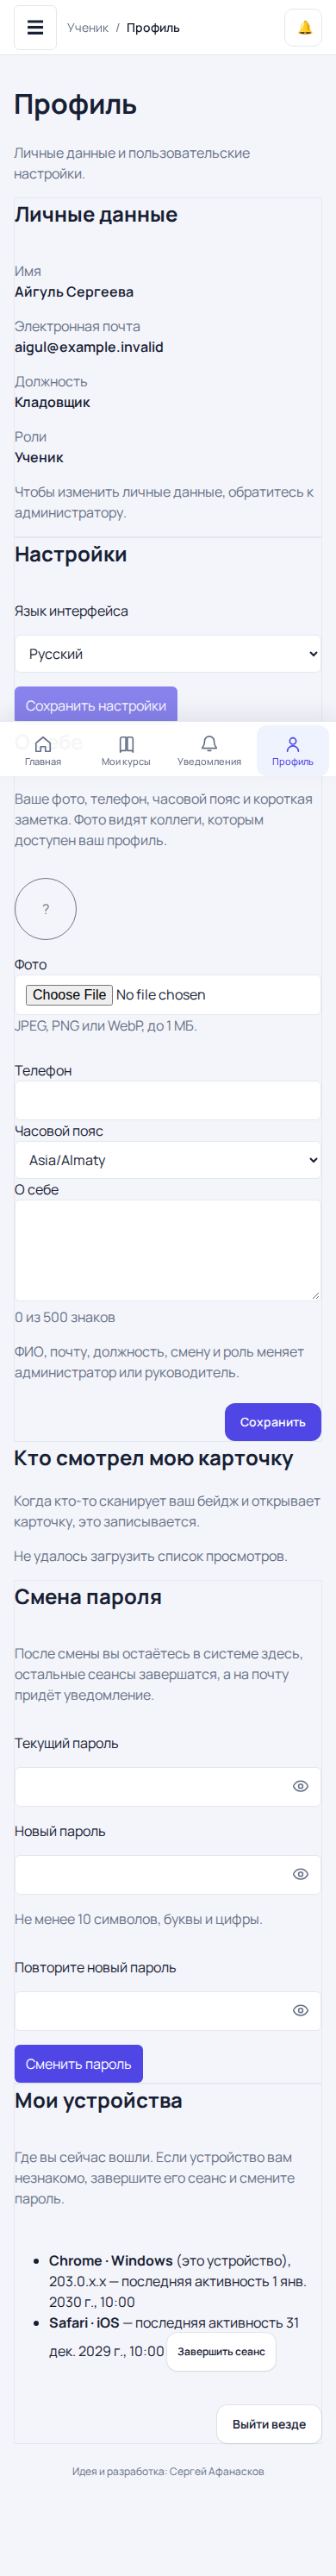 Ученик / Профиль
Профиль
Личные данные и пользовательские
настройки.
Личные данные
Имя
Айгуль Сергеева
Электронная почта
aigul@example.invalid
Должность
Кладовщик
Роли
Ученик
Чтобы изменить личные данные, обратитесь к
администратору.
Настройки
Язык интерфейса
Русский
Сохранить настройки
О себе
Главная
Мои курсы
Уведомления
Профиль
Ваше фото, телефон, часовой пояс и короткая
заметка. Фото видят коллеги, которым
доступен ваш профиль.
?
Фото
Choose File No file chosen
JPEG, PNG или WebP, до 1 МБ.
Телефон
Часовой пояс
Asia/Almaty
О себе
0 из 500 знаков
ФИО, почту, должность, смену и роль меняет
администратор или руководитель.
Сохранить
Кто смотрел мою карточку
Когда кто-то сканирует ваш бейдж и открывает
карточку, это записывается.
Не удалось загрузить список просмотров.
Смена пароля
После смены вы остаётесь в системе здесь,
остальные сеансы завершатся, а на почту
придёт уведомление.
Текущий пароль
Новый пароль
Не менее 10 символов, буквы и цифры.
Повторите новый пароль
Сменить пароль
Мои устройства
Где вы сейчас вошли. Если устройство вам
незнакомо, завершите его сеанс и смените
пароль.
Chrome · Windows (это устройство),
203.0.x.x — последняя активность 1 янв.
2030 г., 10:00
Safari · iOS — последняя активность 31
дек. 2029 г., 10:00 Завершить сеанс
Выйти везде
Идея и разработка: Сергей Афанасков